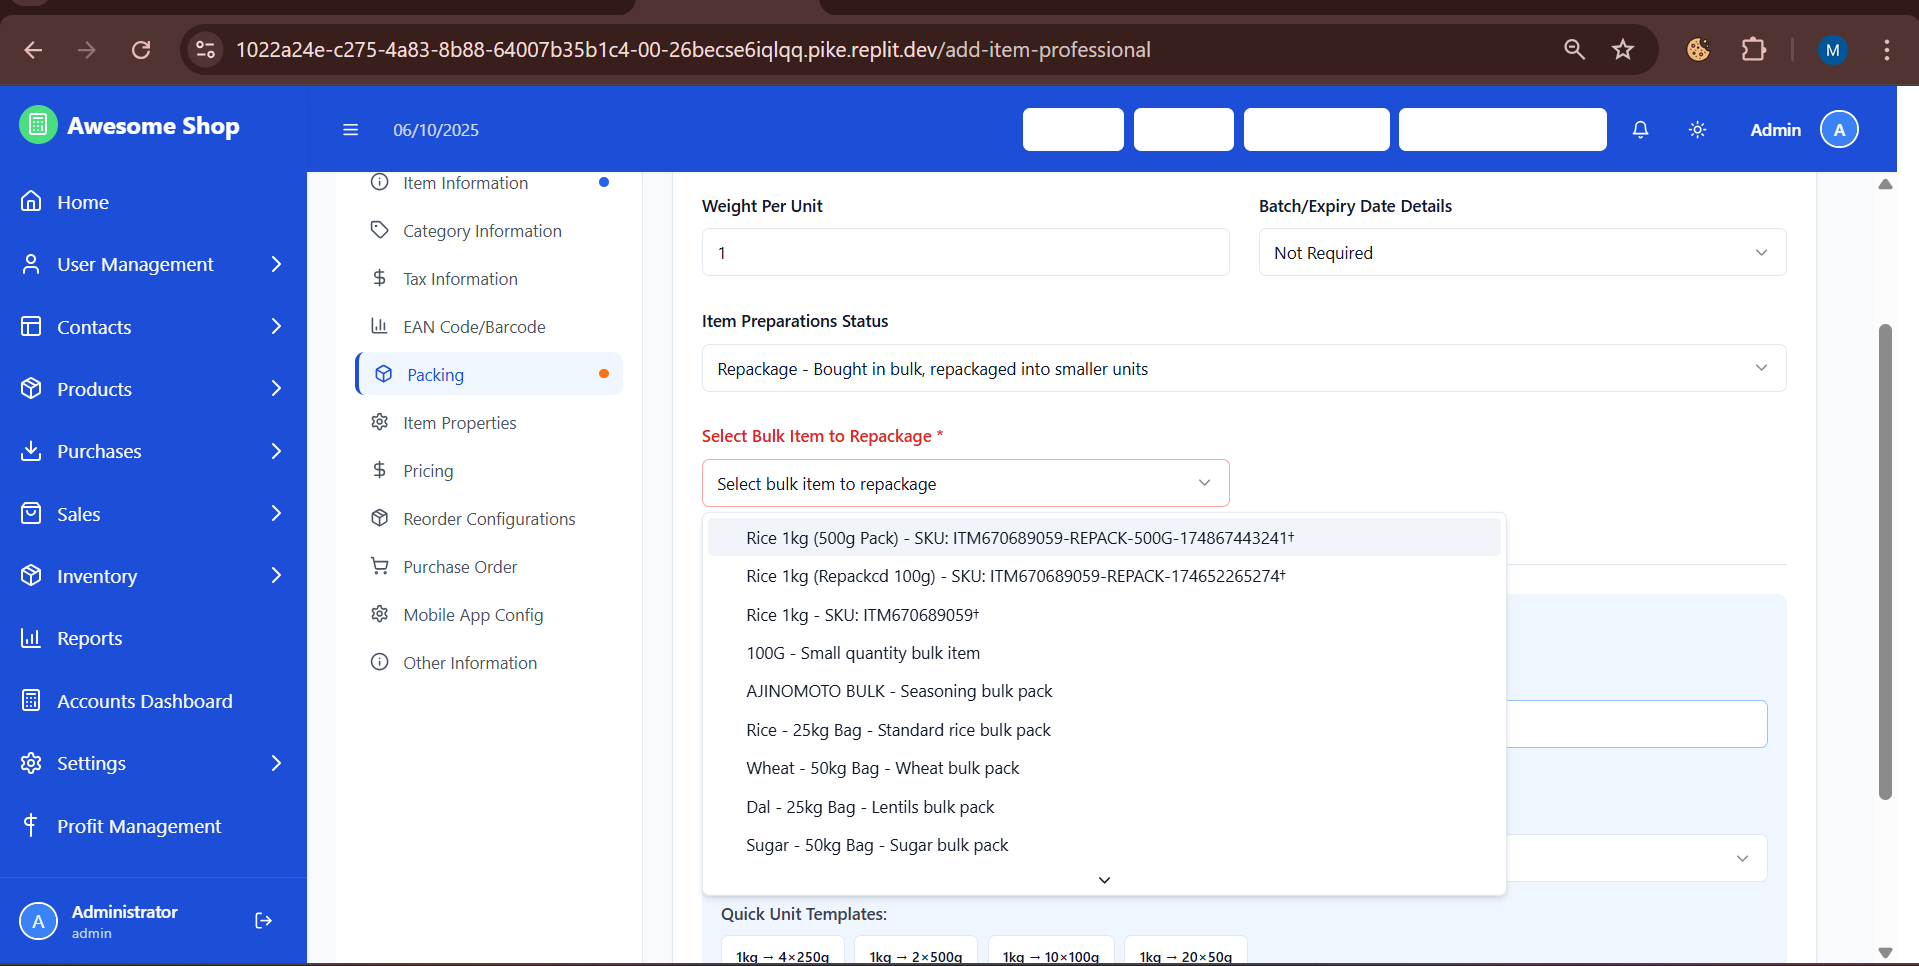 1022a24e-c275-4a83-8b88-64007b35b1c4-00-26becse6iqlqq.pike.replit.dev/add-item-professional
M
Awesome Shop
06/10/2025
Admin
A
Home
User Management
Contacts
Products
Purchases
Sales
Inventory
Reports
Accounts Dashboard
Settings
Profit Management
A
Administrator
admin
Item Information
Category Information
Tax Information
EAN Code/Barcode
Packing
Item Properties
Pricing
Reorder Configurations
Purchase Order
Mobile App Config
Other Information
Weight Per Unit
1
Batch/Expiry Date Details
Not Required
Item Preparations Status
Repackage - Bought in bulk, repackaged into smaller units
Select Bulk Item to Repackage *
Select bulk item to repackage
Rice 1kg (500g Pack) - SKU: ITM670689059-REPACK-500G-174867443241†
Rice 1kg (Repackcd 100g) - SKU: ITM670689059-REPACK-174652265274†
Rice 1kg - SKU: ITM670689059†
100G - Small quantity bulk item
AJINOMOTO BULK - Seasoning bulk pack
Rice - 25kg Bag - Standard rice bulk pack
Wheat - 50kg Bag - Wheat bulk pack
Dal - 25kg Bag - Lentils bulk pack
Sugar - 50kg Bag - Sugar bulk pack
Quick Unit Templates:
1kg → 4×250g
1kg → 2×500g
1kg → 10×100g
1kg → 20×50g